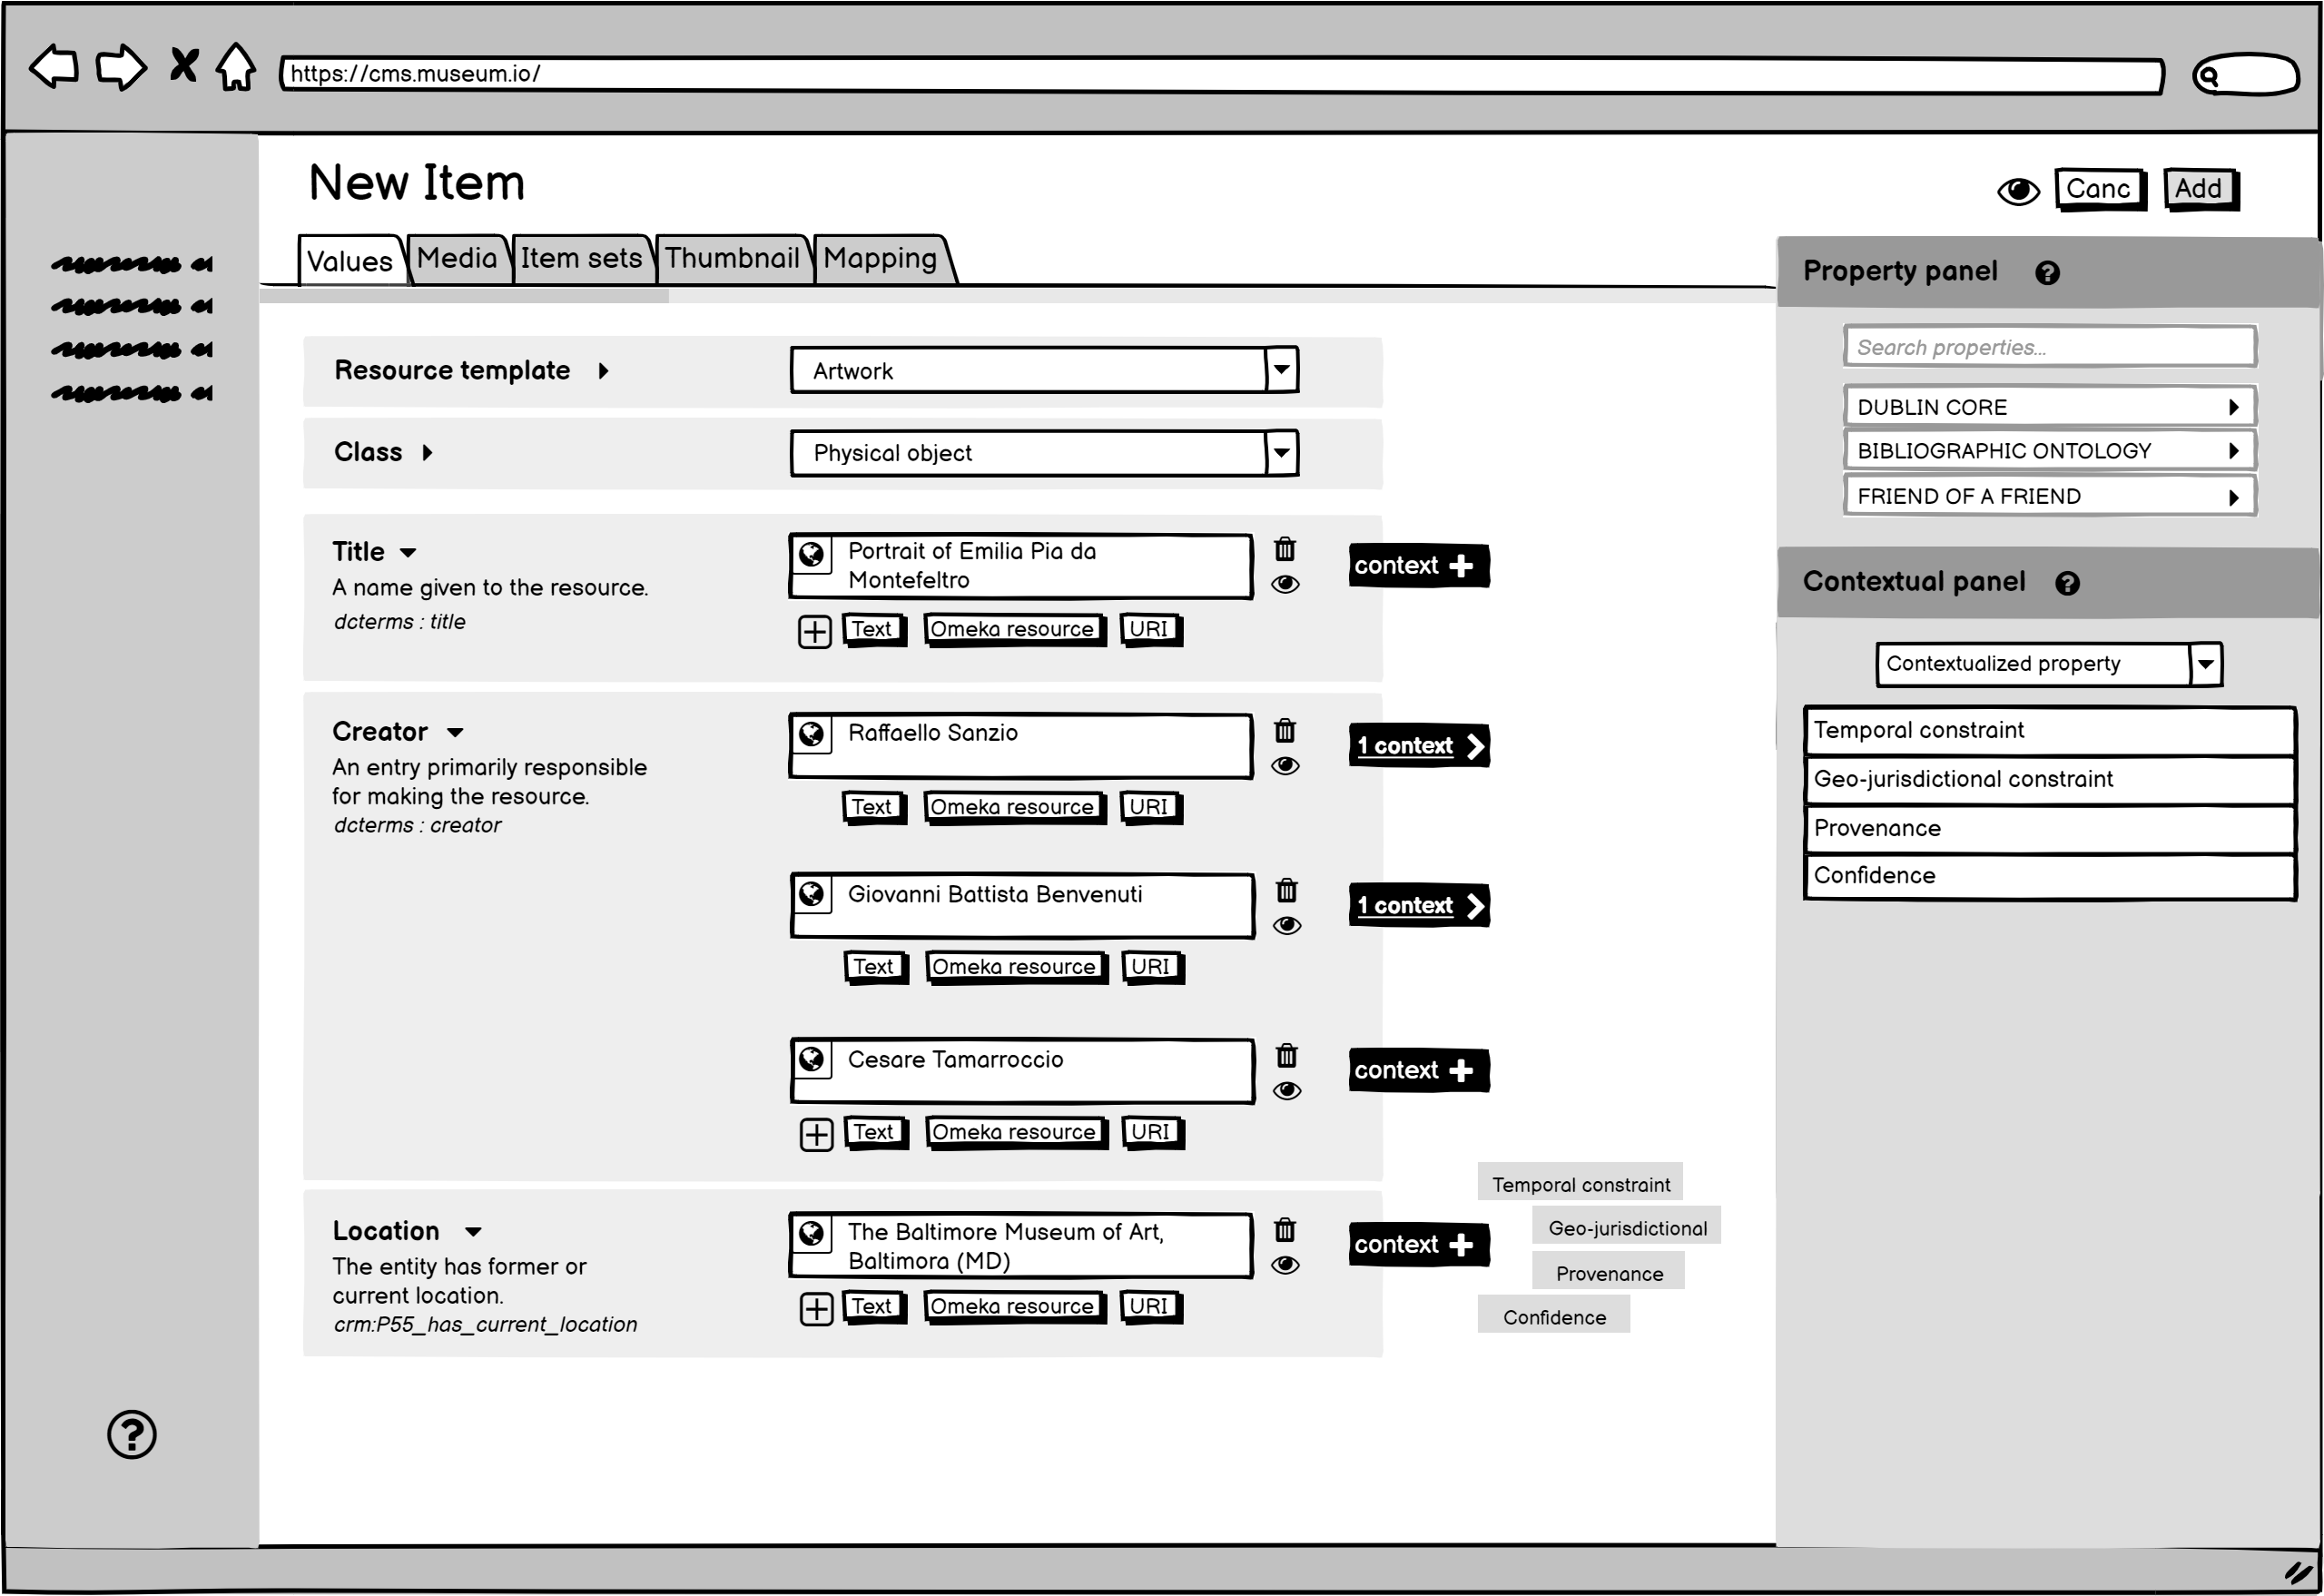 https://cms.museum.io/
New Item
Canc
Add
Values
Media
Item sets
Thumbnail
Mapping
Resource template
Artwork
Class
Physical object
Title
A name given to the resource.
dcterms : title
Portrait of Emilia Pia da
Montefeltro
context
Text
Omeka resource
URI
Creator
An entry primarily responsible
for making the resource.
dcterms : creator
Raffaello Sanzio
1 context
Text
Omeka resource
URI
Giovanni Battista Benvenuti
1 context
Text
Omeka resource
URI
Cesare Tamarroccio
context
Text
Omeka resource
URI
Location
The entity has former or
current location.
crm:P55_has_current_location
The Baltimore Museum of Art,
Baltimora (MD)
context
Text
Omeka resource
URI
Temporal constraint
Geo-jurisdictional
Provenance
Confidence
Property panel
Search properties...
DUBLIN CORE
BIBLIOGRAPHIC ONTOLOGY
FRIEND OF A FRIEND
Contextual panel
Contextualized property
Temporal constraint
Geo-jurisdictional constraint
Provenance
Confidence